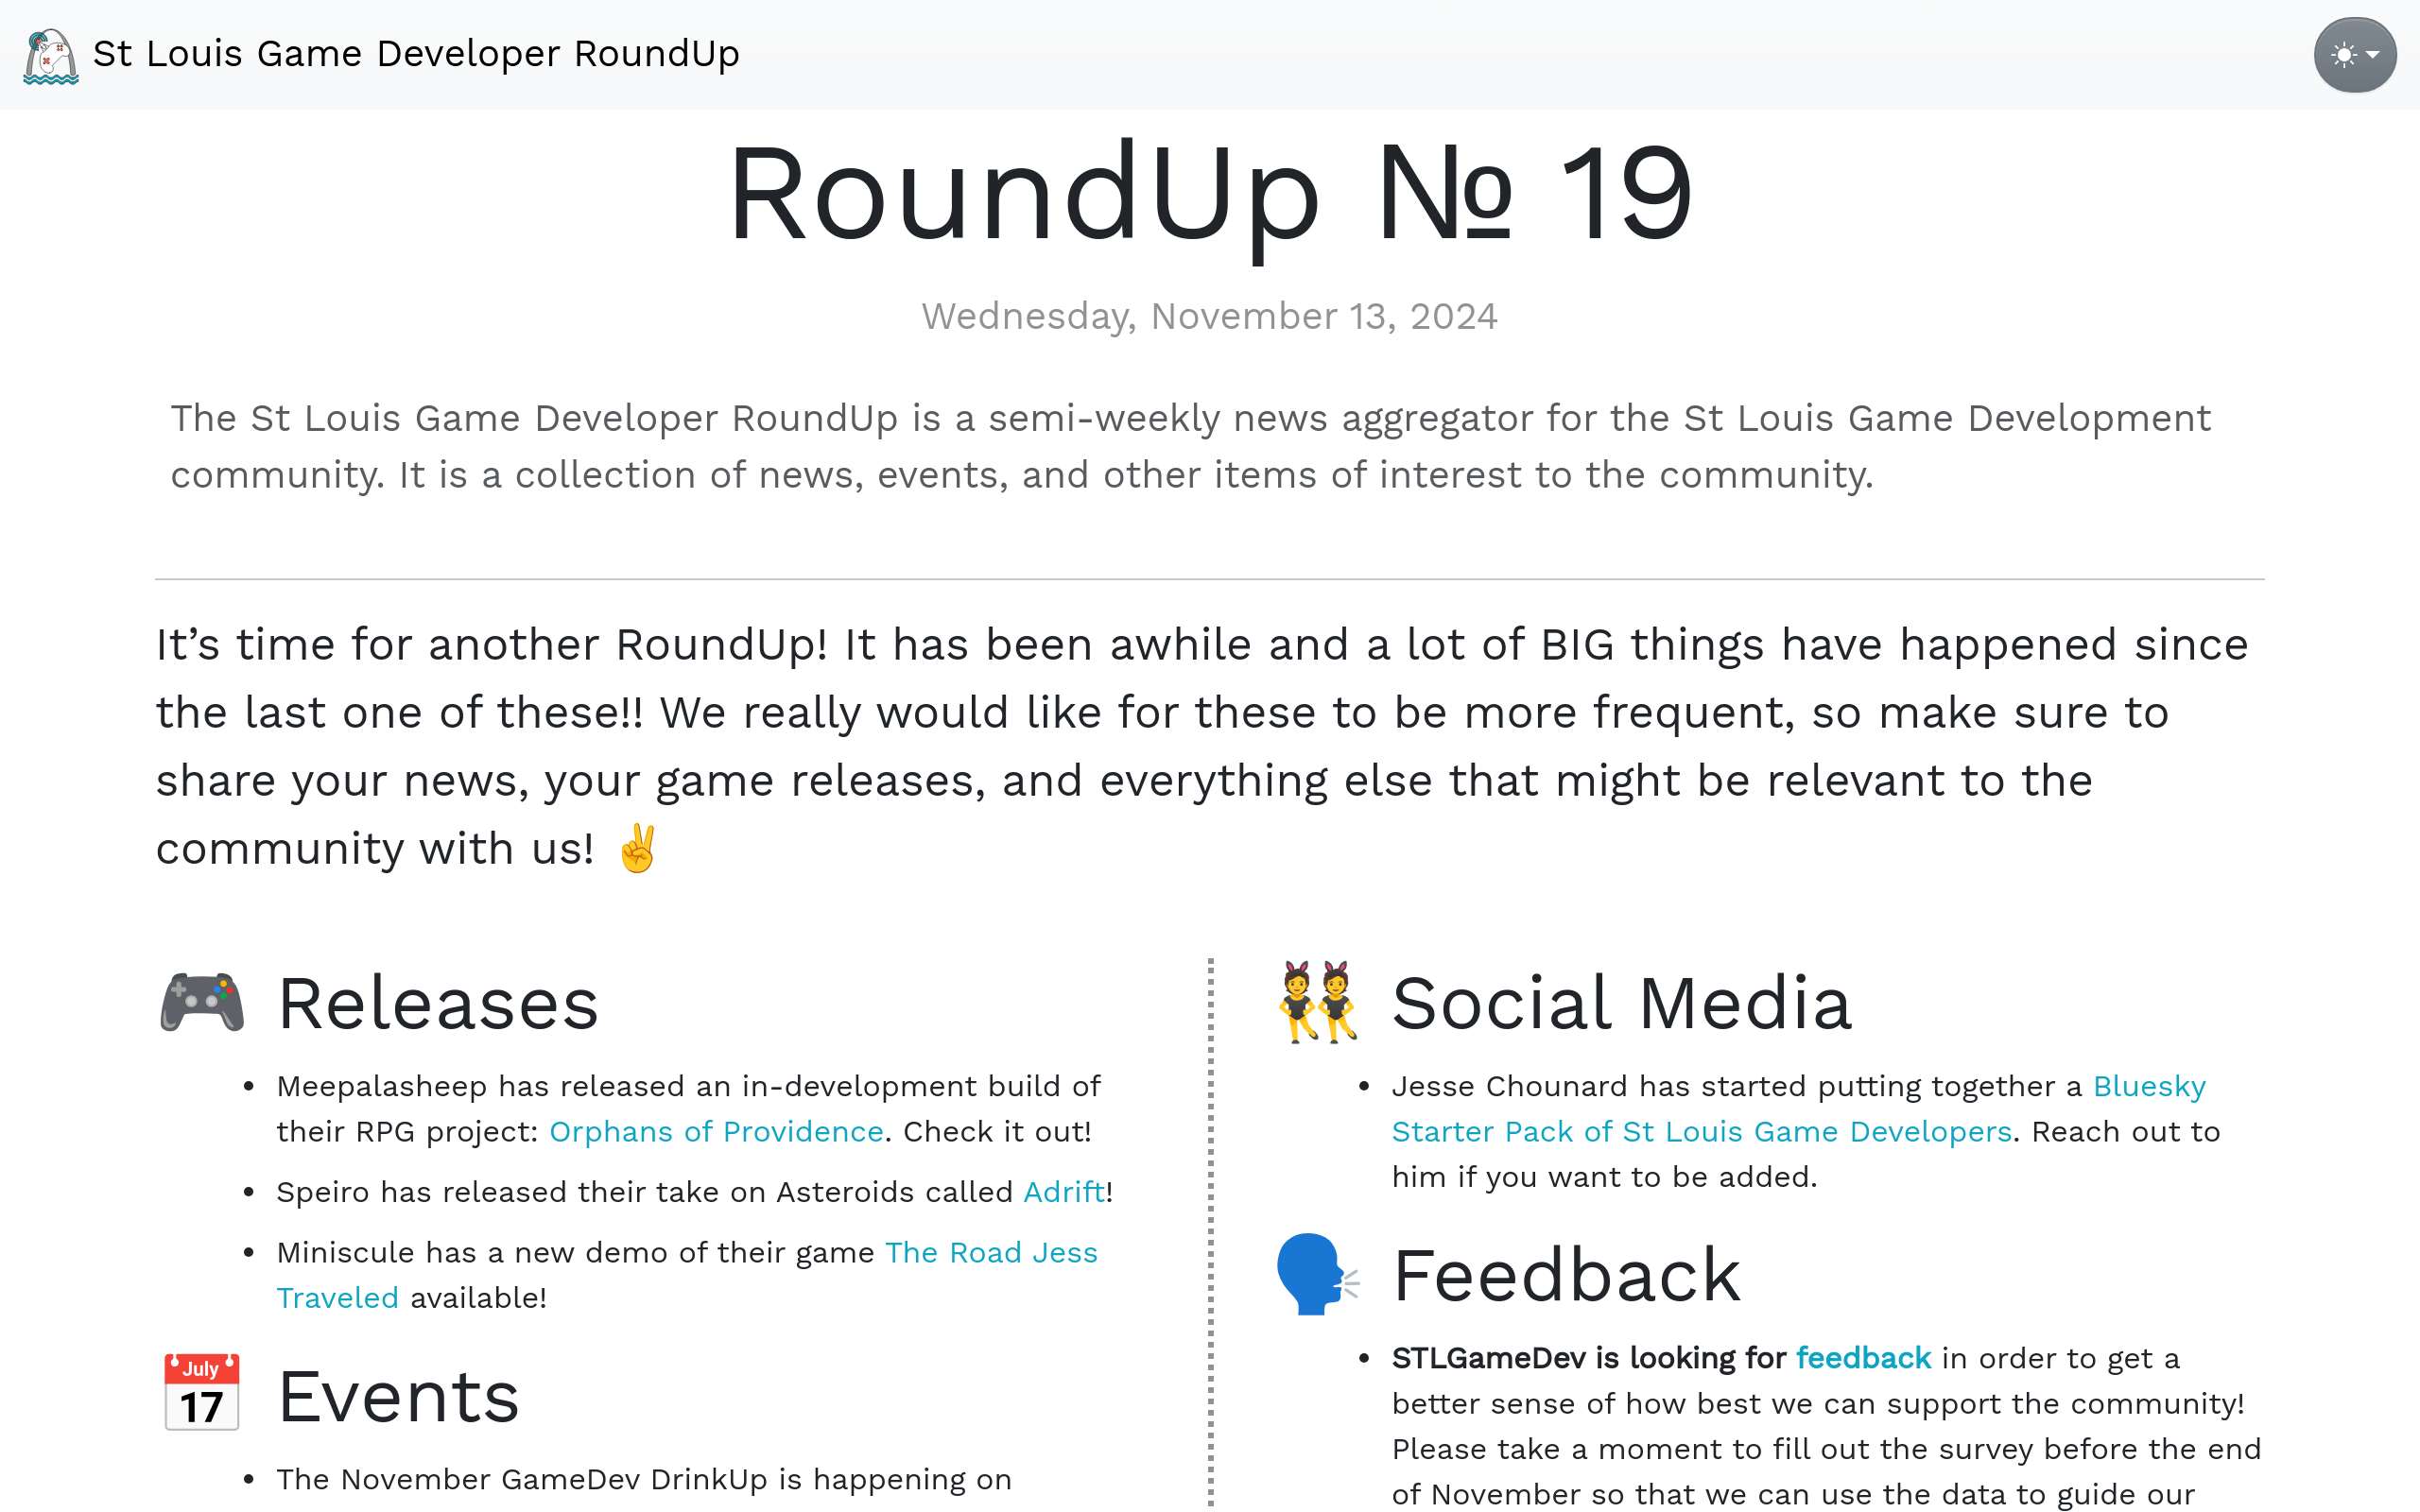 St Louis Game Developer RoundUp
RoundUp № 19
Wednesday, November 13, 2024
The St Louis Game Developer RoundUp is a semi-weekly news aggregator for the St Louis Game Development
community. It is a collection of news, events, and other items of interest to the community.
It’s time for another RoundUp! It has been awhile and a lot of BIG things have happened since
the last one of these!! We really would like for these to be more frequent, so make sure to
share your news, your game releases, and everything else that might be relevant to the
community with us! ✌️
🎮 Releases
• Meepalasheep has released an in-development build of
their RPG project: Orphans of Providence. Check it out!
• Speiro has released their take on Asteroids called Adrift!
• Miniscule has a new demo of their game The Road Jess
Traveled available!
July
17
Events
• The November GameDev DrinkUp is happening on
👯 Social Media
• Jesse Chounard has started putting together a Bluesky
Starter Pack of St Louis Game Developers. Reach out to
him if you want to be added.
🗣️ Feedback
• STLGameDev is looking for feedback in order to get a
better sense of how best we can support the community!
Please take a moment to fill out the survey before the end
of November so that we can use the data to guide our